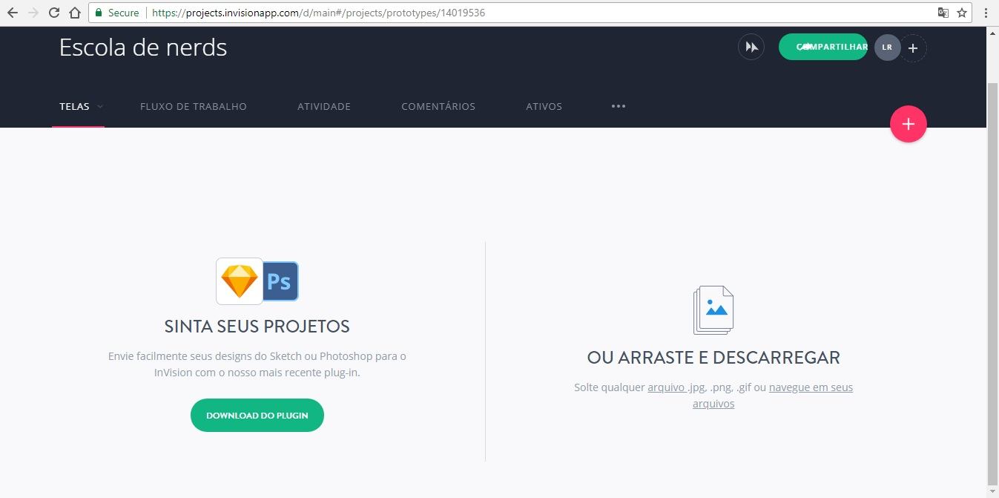 Secure
https://projects.invisionapp.com/d/main#/projects/prototypes/14019536
Escola de nerds
COMPARTILHAR
LR
+
TELAS
FLUXO DE TRABALHO
ATIVIDADE
COMENTÁRIOS
ATIVOS
•••
+
Ps
SINTA SEUS PROJETOS
Envie facilmente seus designs do Sketch ou Photoshop para o
InVision com o nosso mais recente plug-in.
DOWNLOAD DO PLUGIN
OU ARRASTE E DESCARREGAR
Solte qualquer arquivo .jpg, .png, .gif ou navegue em seus
arquivos